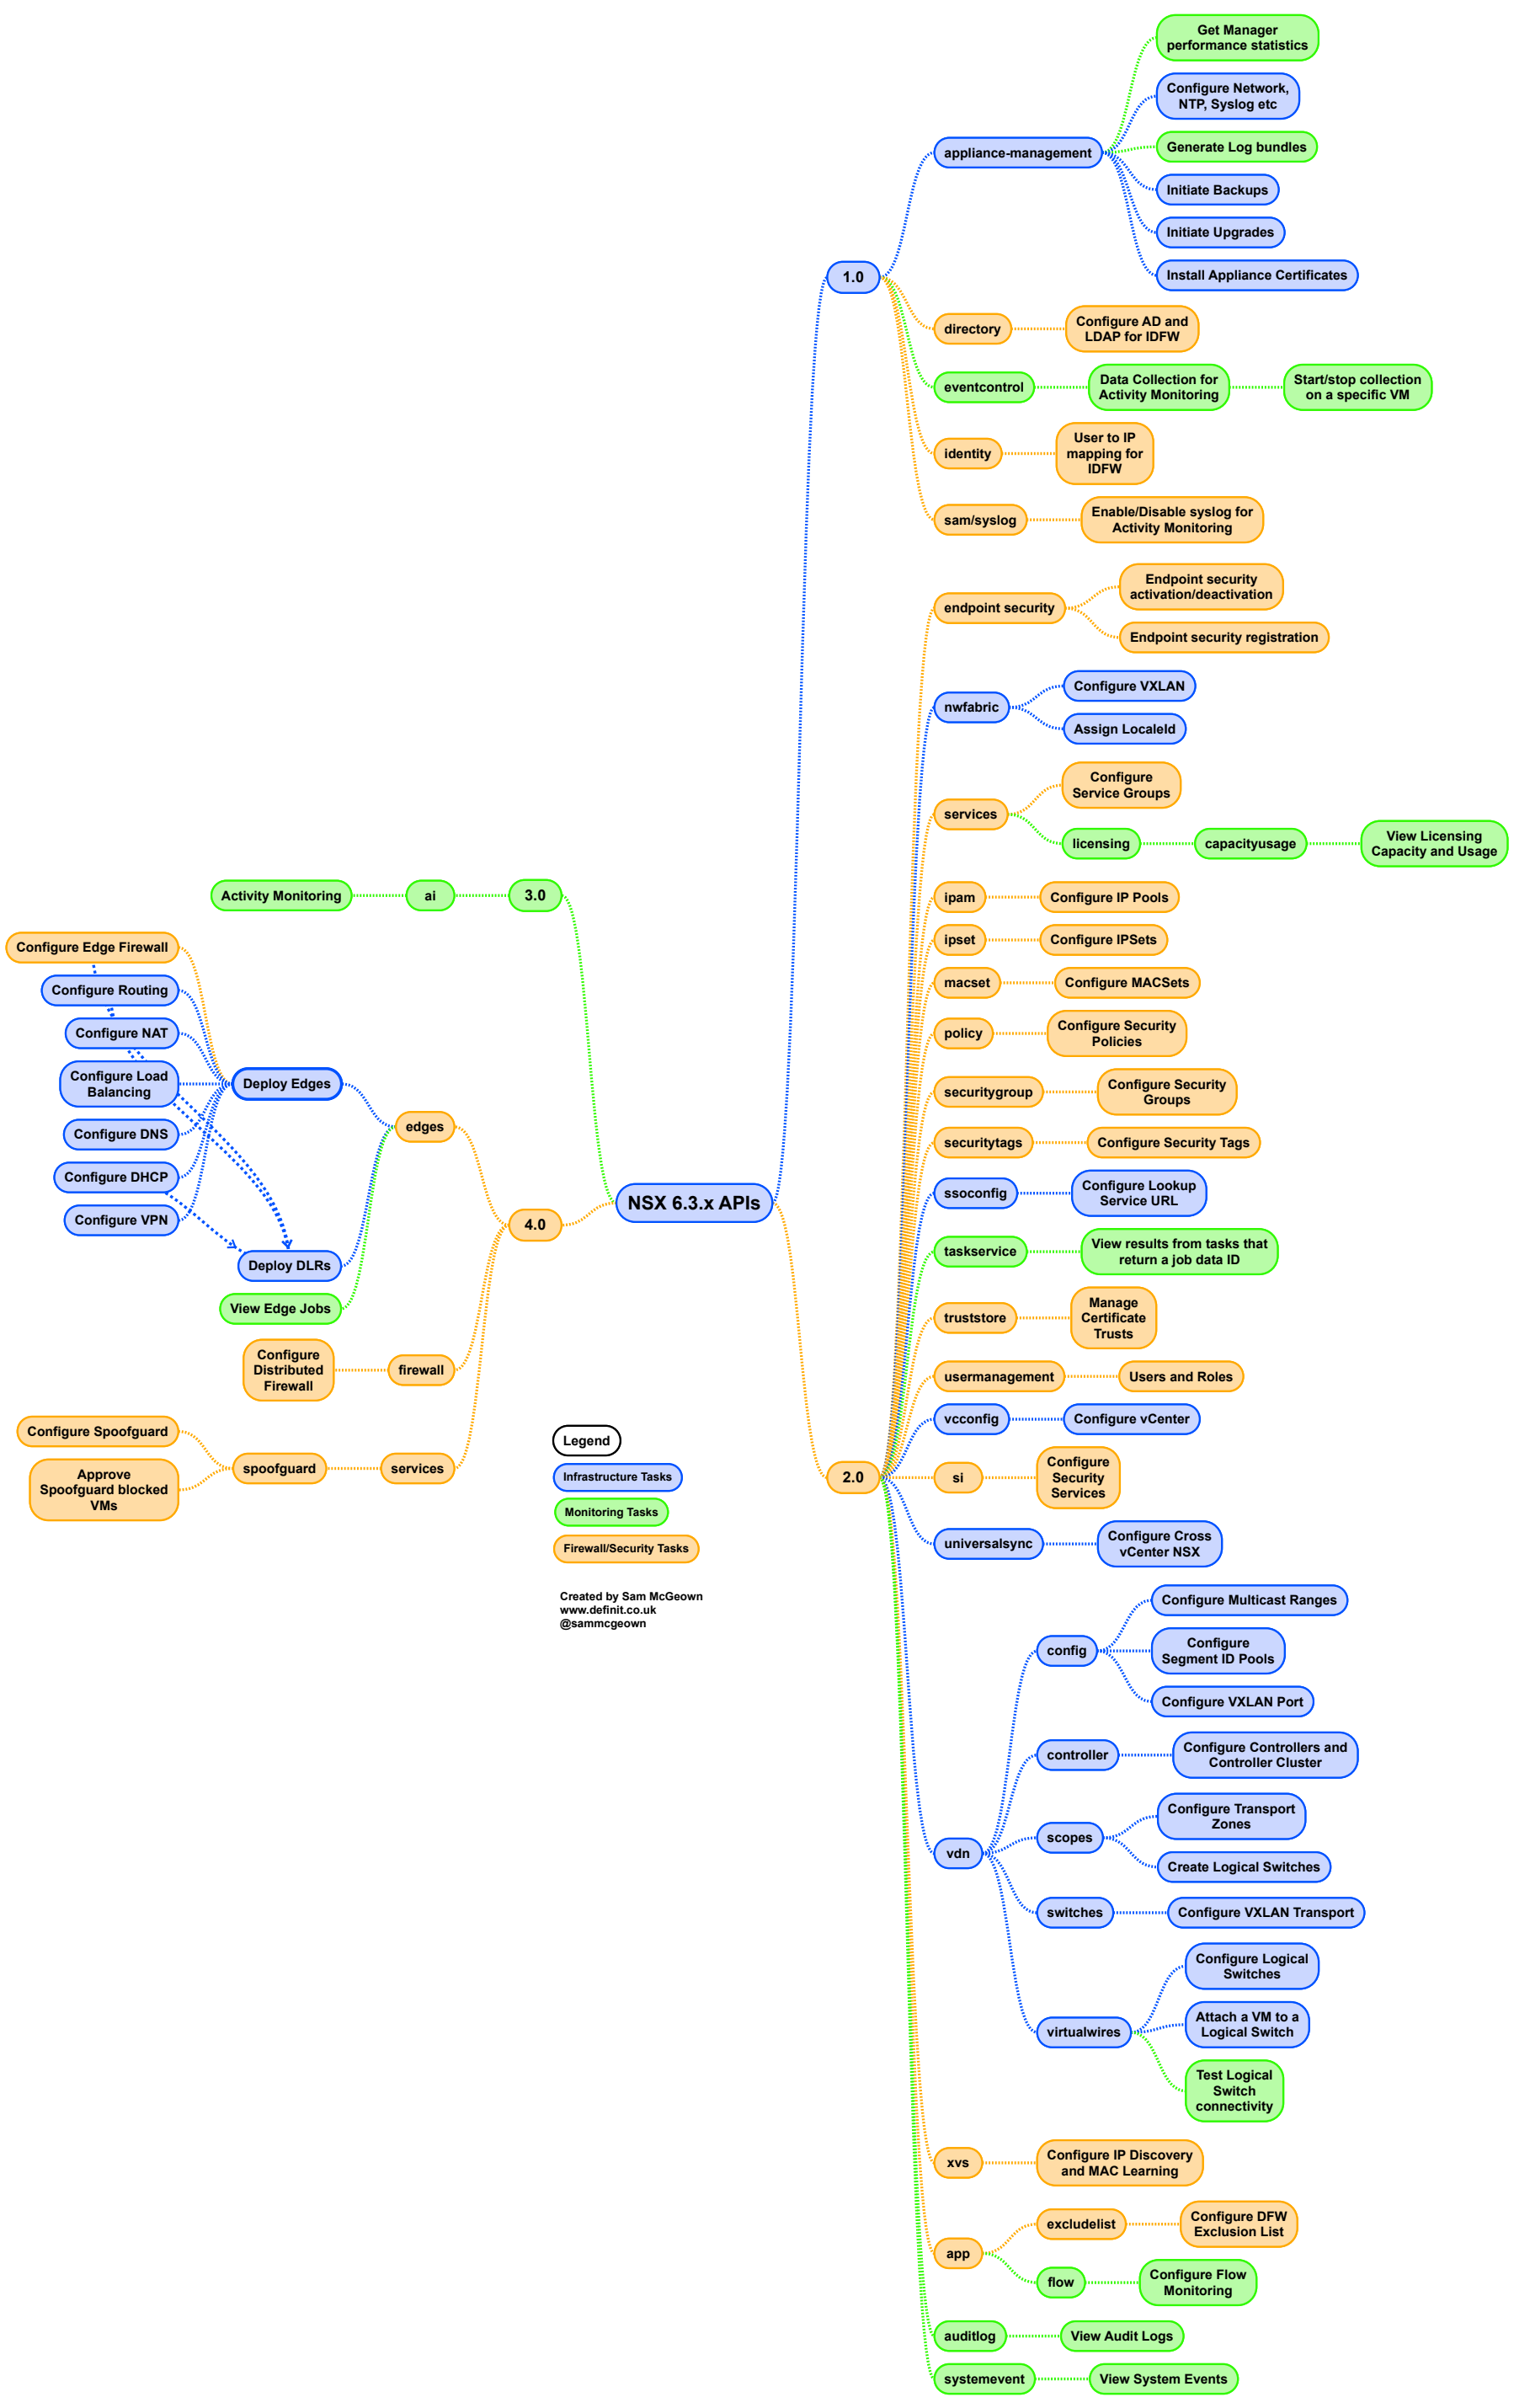 NSX 6.3.x APIs
1.0
appliance-management
Get Manager
performance statistics
Configure Network,
NTP, Syslog etc
Generate Log bundles
Initiate Backups
Initiate Upgrades
Install Appliance Certificates
directory
Configure AD and
LDAP for IDFW
eventcontrol
Data Collection for
Activity Monitoring
Start/stop collection
on a specific VM
identity
User to IP
mapping for
IDFW
sam/syslog
Enable/Disable syslog for
Activity Monitoring
2.0
endpoint security
Endpoint security
activation/deactivation
Endpoint security registration
nwfabric
Configure VXLAN
Assign LocaleId
services
Configure
Service Groups
licensing
capacityusage
View Licensing
Capacity and Usage
ipam
Configure IP Pools
ipset
Configure IPSets
macset
Configure MACSets
policy
Configure Security
Policies
securitygroup
Configure Security
Groups
securitytags
Configure Security Tags
ssoconfig
Configure Lookup
Service URL
taskservice
View results from tasks that
return a job data ID
truststore
Manage
Certificate
Trusts
usermanagement
Users and Roles
vcconfig
Configure vCenter
si
Configure
Security
Services
universalsync
Configure Cross
vCenter NSX
vdn
config
Configure Multicast Ranges
Configure
Segment ID Pools
Configure VXLAN Port
controller
Configure Controllers and
Controller Cluster
scopes
Configure Transport
Zones
Create Logical Switches
switches
Configure VXLAN Transport
virtualwires
Configure Logical
Switches
Attach a VM to a
Logical Switch
Test Logical
Switch
connectivity
xvs
Configure IP Discovery
and MAC Learning
app
excludelist
Configure DFW
Exclusion List
flow
Configure Flow
Monitoring
auditlog
View Audit Logs
systemevent
View System Events
3.0
ai
Activity Monitoring
4.0
edges
Deploy Edges
Configure Edge Firewall
Configure Routing
Configure NAT
Configure Load
Balancing
Configure DNS
Configure DHCP
Configure VPN
Deploy DLRs
View Edge Jobs
firewall
Configure
Distributed
Firewall
services
spoofguard
Configure Spoofguard
Approve
Spoofguard blocked
VMs
Legend
Infrastructure Tasks
Monitoring Tasks
Firewall/Security Tasks
Created by Sam McGeown
www.definit.co.uk
@sammcgeown